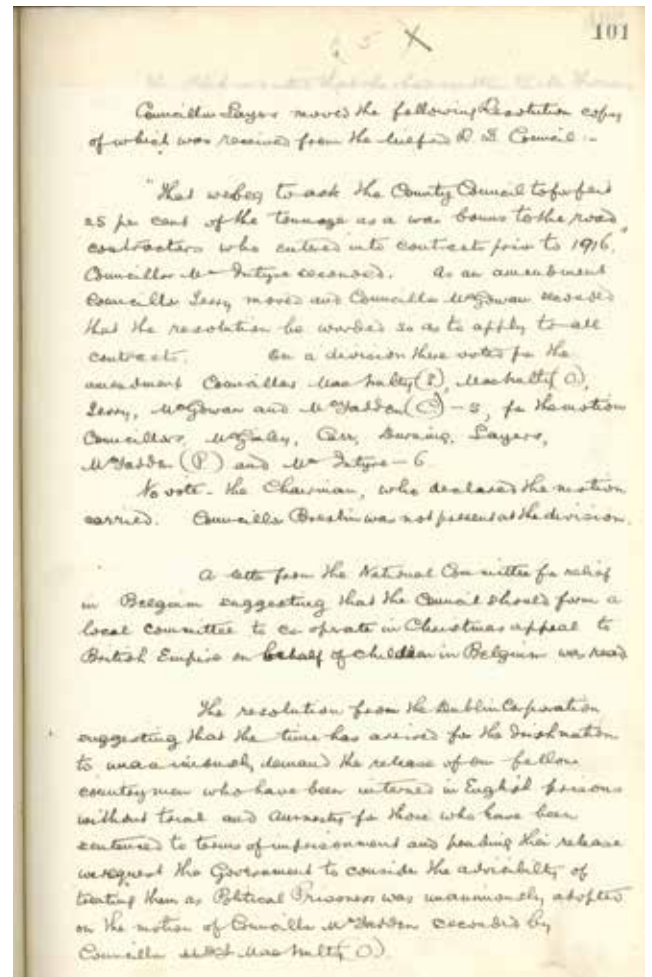 101
Councillor Sayers moved the following Resolution copy
of which was received from the Milford R. D. Council :-
"That we beg to ask the County Council to forfeit
25 per cent of the tonnage as a war bonus to the road
contractors who entered into contracts prior to 1916."
Councillor McIntyre seconded. As an amendment
Councillor moved and Councillor McGowan seconded
that the resolution be worded so as to apply to all
contracts. On a division there voted for the
amendment Councillors MacNulty (P), MacNulty (O),
McGowan and McFadden (C) – 5, for the motion
Councillors, McGinley, Carr, Sayers,
McFadden (P) and McIntyre – 6
No vote – the Chairman, who declared the motion
carried. Councillor Breslin was not present at the division.
A letter from the National Committee for relief
in Belgium suggesting that the Council should form a
local committee to co-oprate in Christmas appeal to
British Empire on behalf of children in Belgium was read
The resolution from the Dublin Corporation
suggesting that the time has arrived for the Irish nation
to unanimously demand the release of our fellow
countrymen who have been interned in English prisons
without trial and Amnesty for those who have been
sentenced to terms of imprisonment and pending their release
we request the Government to consider the advisability of
treating them as Political Prisoners was unanimously adopted
on the motion of Councillor McFadden seconded by
Councillor MacNulty (O)